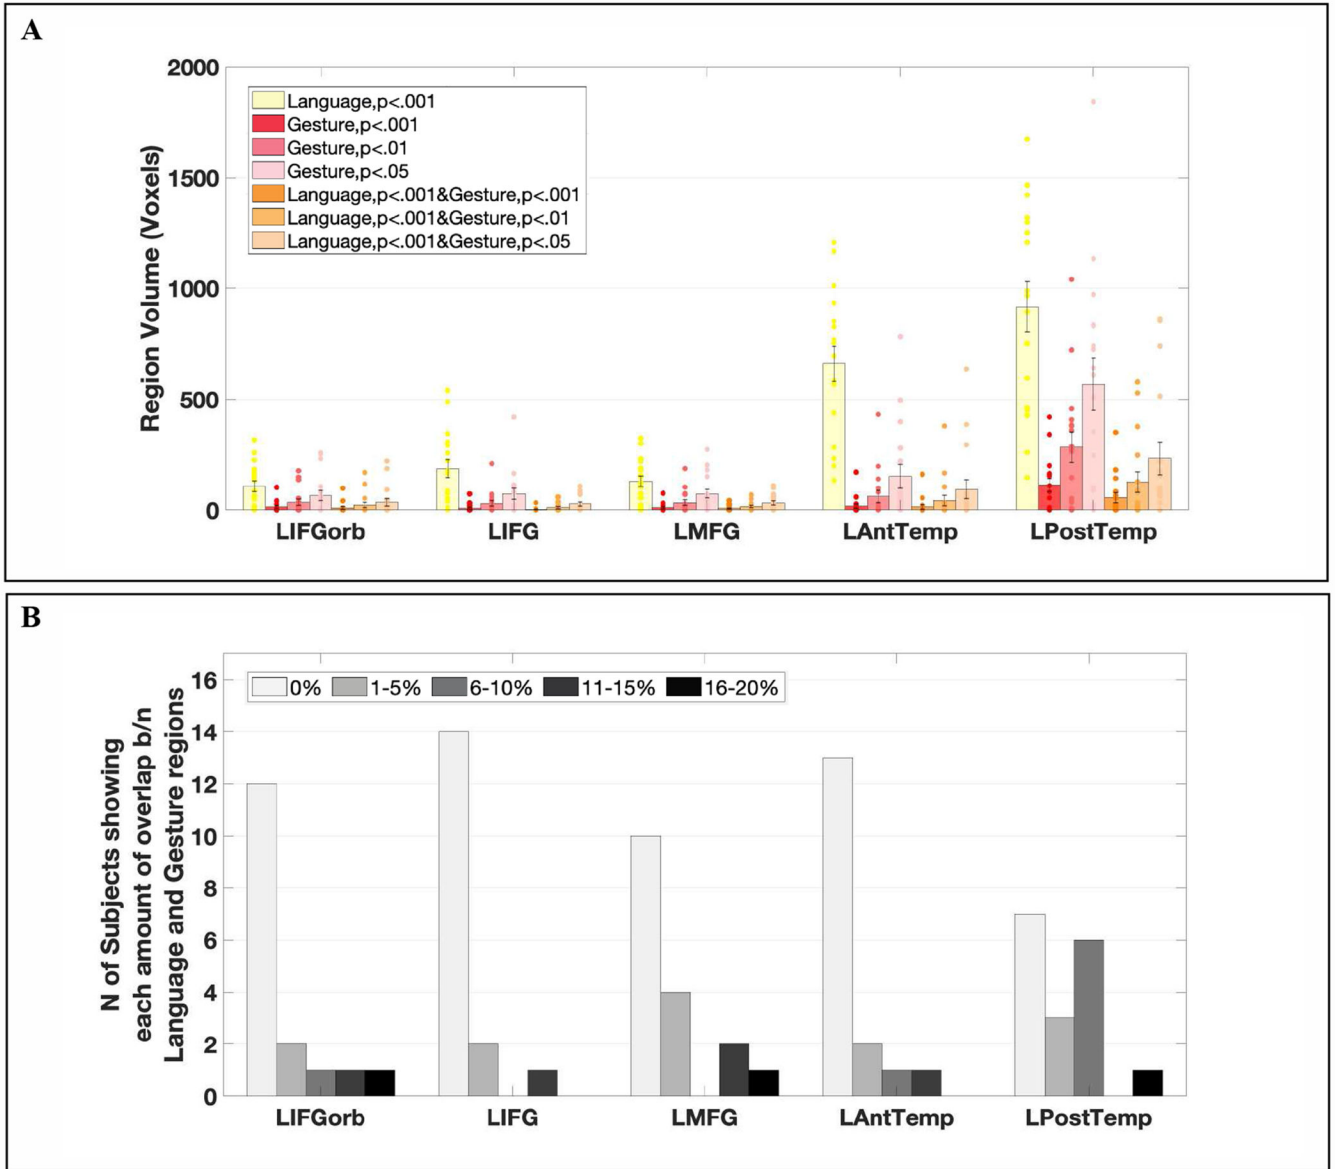 A
2000
1500
1000
500
0
Region Volume (Voxels)
Language,p<.001
Gesture,p<.001
Gesture,p<.01
Gesture,p<.05
Language,p<.001&Gesture,p<.001
Language,p<.001&Gesture,p<.01
Language,p<.001&Gesture,p<.05
LIFGorb LIFG LMFG LAntTemp LPostTemp
B
16
14
12
10
8
6
4
2
0
N of Subjects showing
each amount of overlap b/n
Language and Gesture regions
0% 1-5% 6-10% 11-15% 16-20%
LIFGorb LIFG LMFG LAntTemp LPostTemp